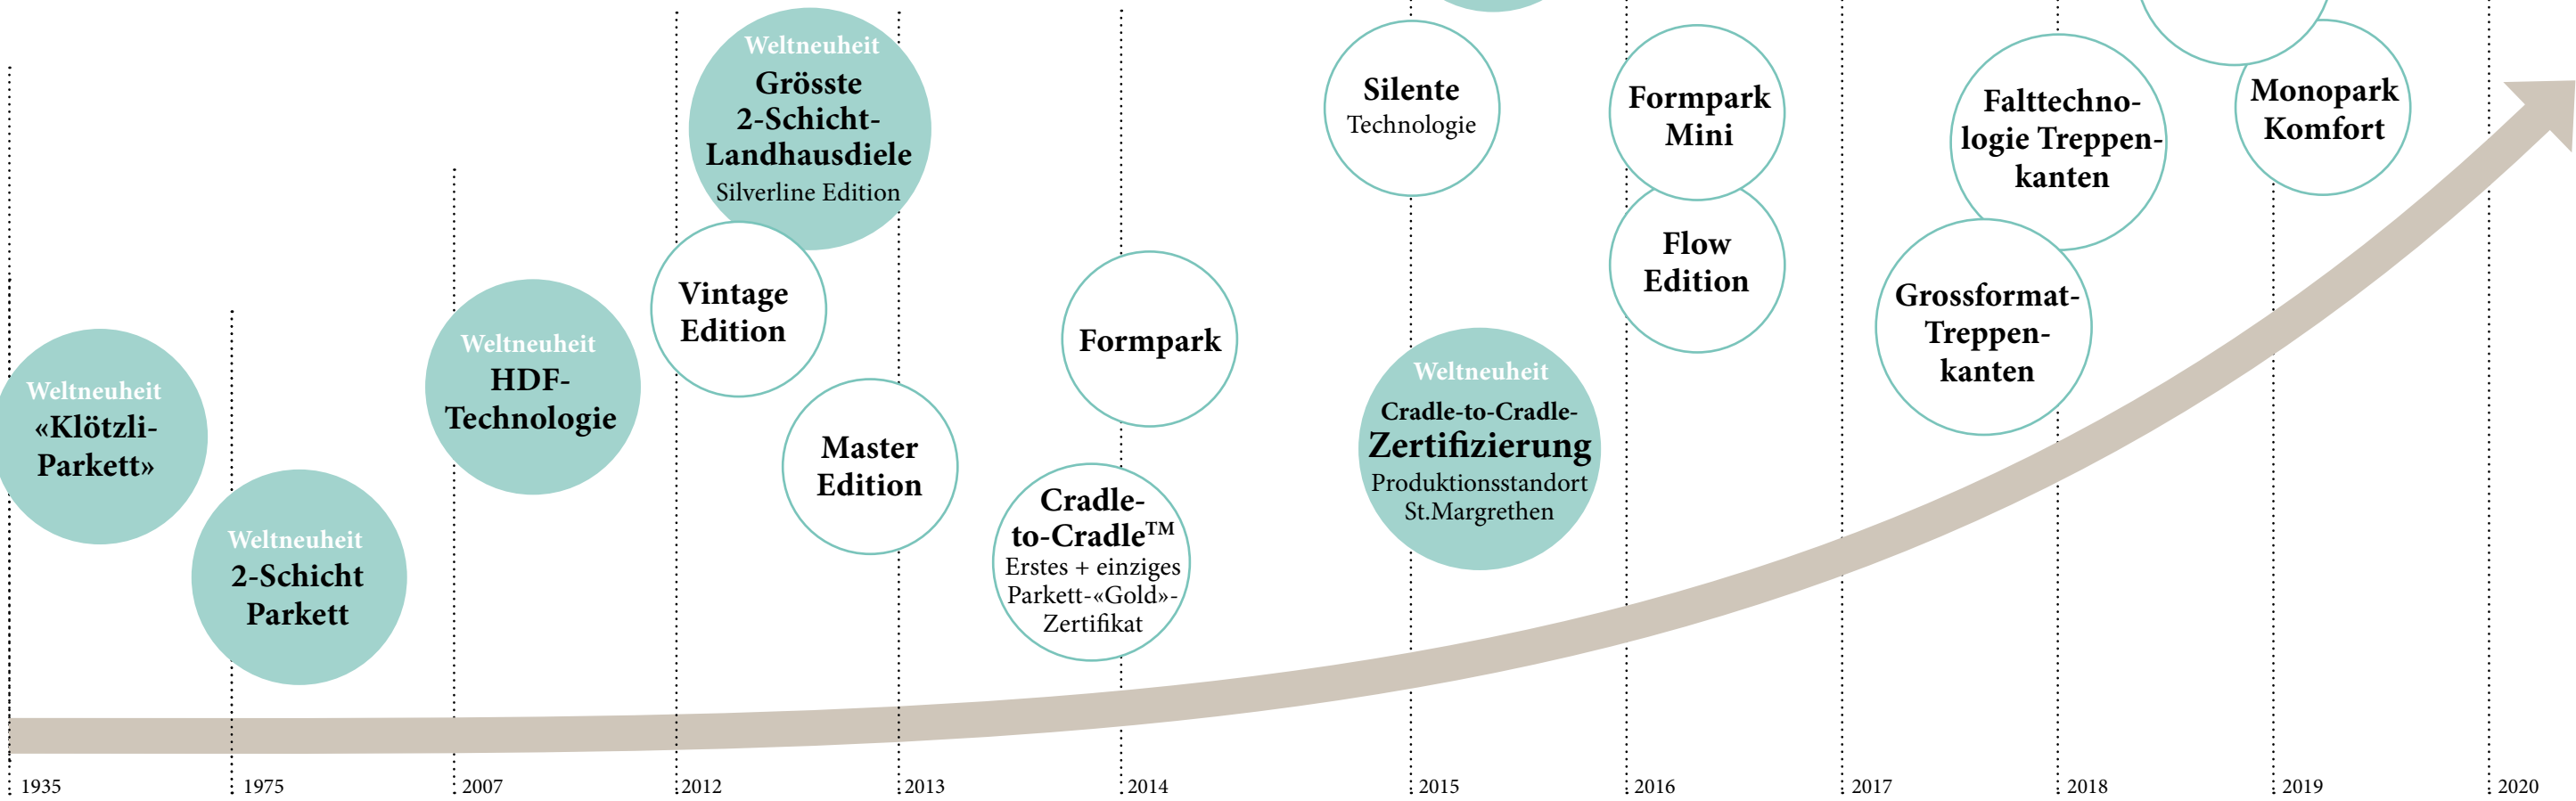 Weltneuheit
«Klötzli-
Parkett»
Weltneuheit
2-Schicht
Parkett
Weltneuheit
HDF-
Technologie
Weltneuheit
Grösste
2-Schicht-
Landhausdiele
Silverline Edition
Vintage
Edition
Master
Edition
Formpark
Cradle-
to-Cradle™
Erstes + einziges
Parkett-«Gold»-
Zertifikat
Silente
Technologie
Weltneuheit
Cradle-to-Cradle-
Zertifizierung
Produktionsstandort
St.Margrethen
Formpark
Mini
Flow
Edition
Falttechno-
logie Treppen-
kanten
Grossformat-
Treppen-
kanten
Monopark
Komfort
1935
1975
2007
2012
2013
2014
2015
2016
2017
2018
2019
2020